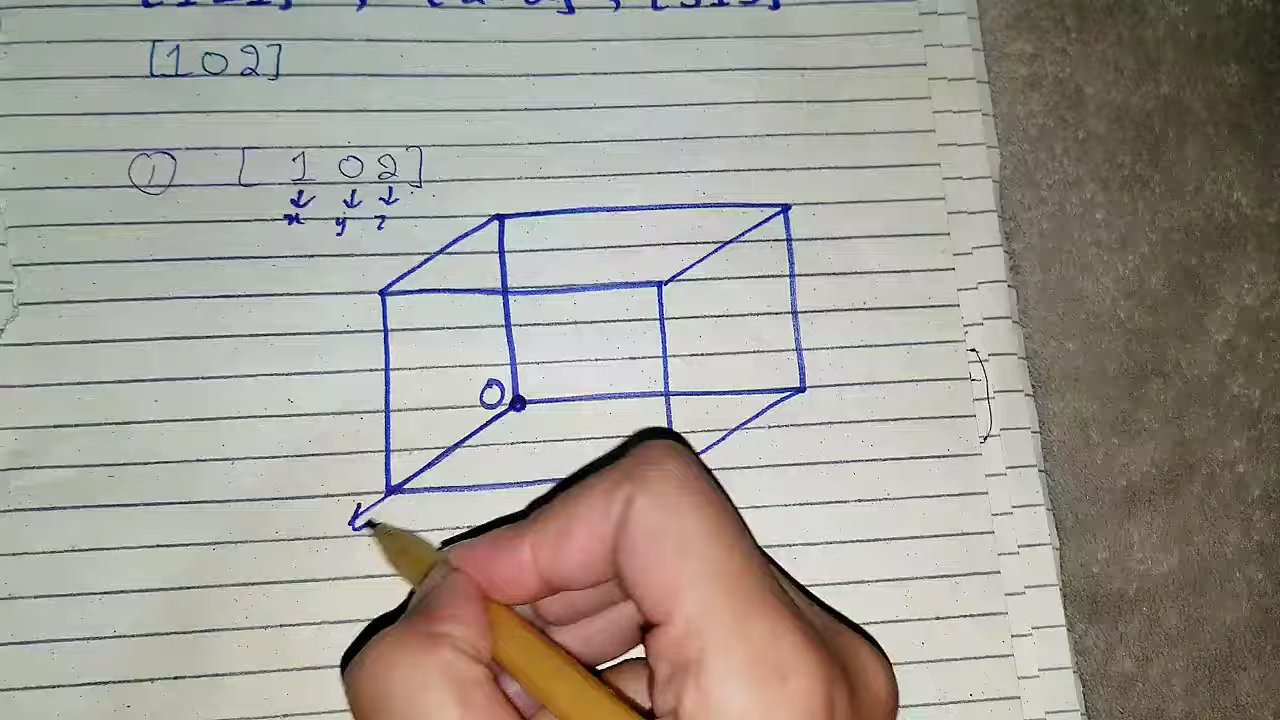 [1 0 2]
① [ 1 0 2]
↓ ↓ ↓
x y z
O